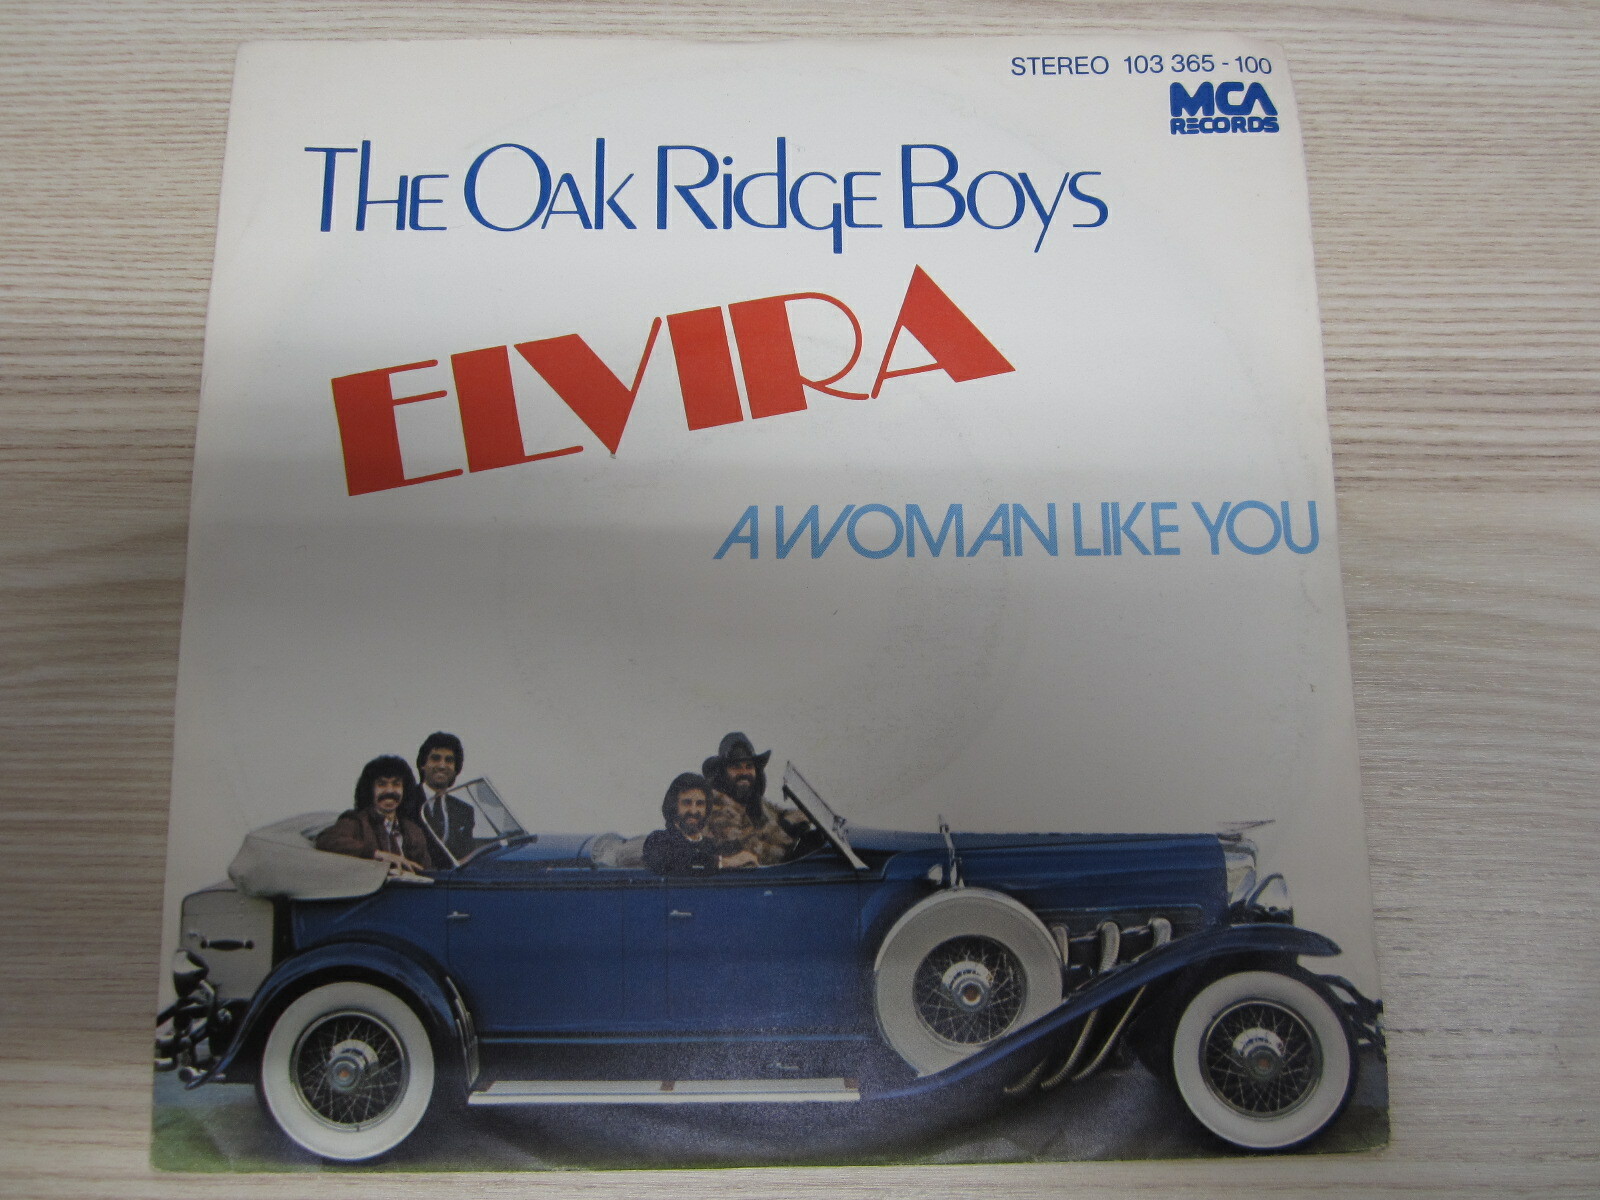 STEREO 103 365 - 100
MCA
RECORDS
The Oak Ridge Boys
ELVIRA
A WOMAN LIKE YOU